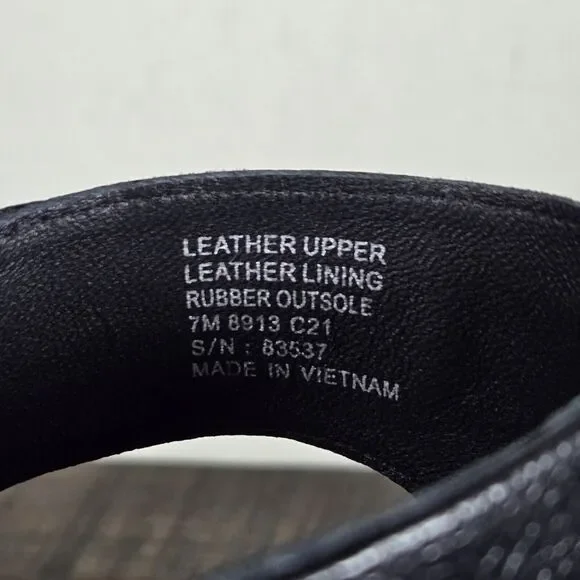 LEATHER UPPER
LEATHER LINING
RUBBER OUTSOLE
7M 8913 C21
S/N : 83537
MADE IN VIETNAM